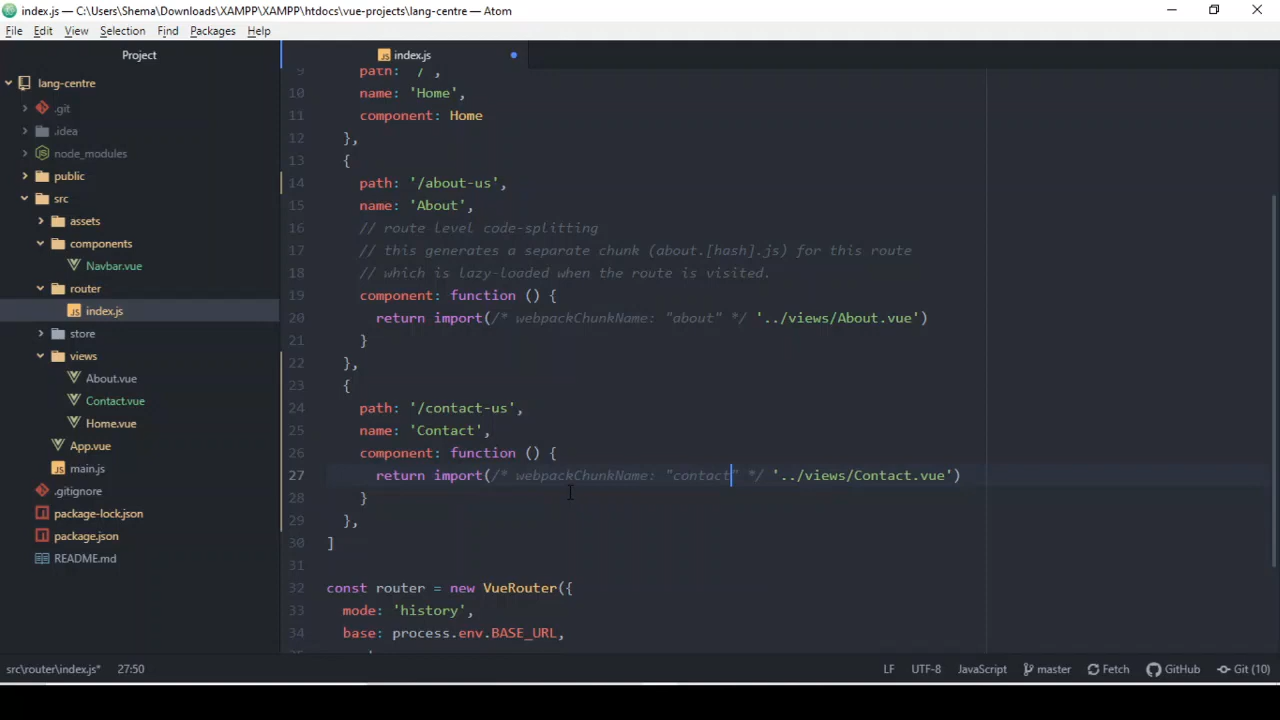 index.js — C:\Users\Shema\Downloads\XAMPP\XAMPP\htdocs\vue-projects\lang-centre — Atom
File Edit View Selection Find Packages Help
Project
index.js
lang-centre
.git
.idea
node_modules
public
src
assets
components
Navbar.vue
router
index.js
store
views
About.vue
Contact.vue
Home.vue
App.vue
main.js
.gitignore
package-lock.json
package.json
README.md
9 path: '/',
10 name: 'Home',
11 component: Home
12 },
13 {
14 path: '/about-us',
15 name: 'About',
16 // route level code-splitting
17 // this generates a separate chunk (about.[hash].js) for this route
18 // which is lazy-loaded when the route is visited.
19 component: function () {
20 return import(/* webpackChunkName: "about" */ '../views/About.vue')
21 }
22 },
23 {
24 path: '/contact-us',
25 name: 'Contact',
26 component: function () {
27 return import(/* webpackChunkName: "contact" */ '../views/Contact.vue')
28 }
29 },
30 ]
31
32 const router = new VueRouter({
33 mode: 'history',
34 base: process.env.BASE_URL,
src\router\index.js* 27:50 LF UTF-8 JavaScript master Fetch GitHub Git (10)